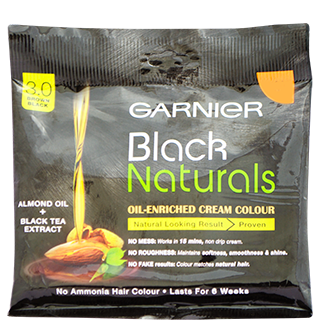 3.0
BROWN
BLACK
GARNIER
Black
Naturals
OIL-ENRICHED CREAM COLOUR
Natural Looking Result > Proven
ALMOND OIL
+
BLACK TEA
EXTRACT
NO MESS: Works in 15 mins, non drip cream.
NO ROUGHNESS: Maintains softness, smoothness & shine.
NO FAKE results: Colour matches natural hair.
No Ammonia Hair Colour • Lasts For 6 Weeks